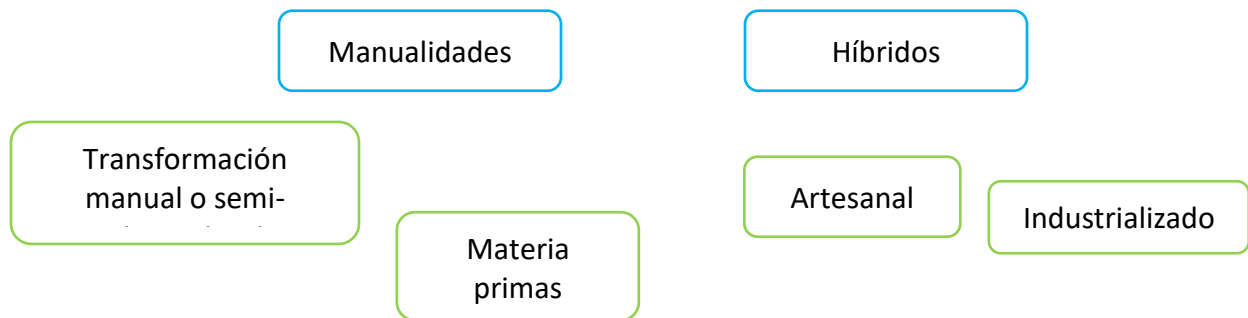 Manualidades
Híbridos
Transformación
manual o semi-
Artesanal
Industrializado
Materia
primas